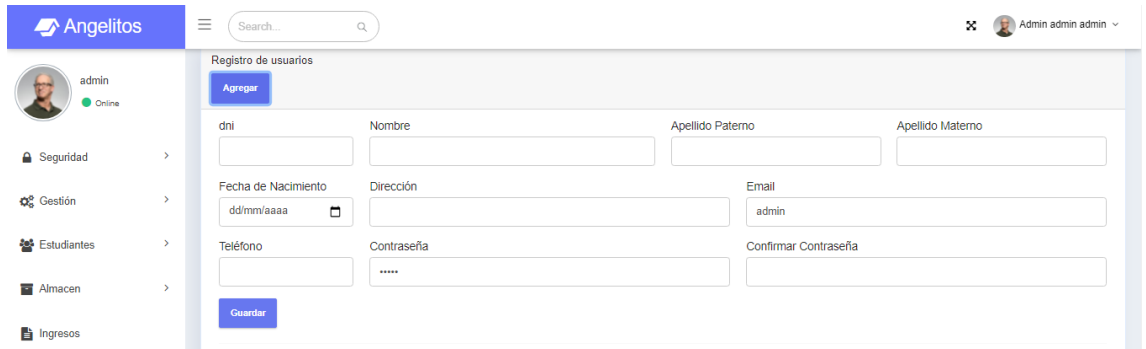 Angelitos
Search...
Admin admin admin
admin
Online
Seguridad
Gestión
Estudiantes
Almacen
Ingresos
Registro de usuarios
Agregar
dni Nombre Apellido Paterno Apellido Materno
Fecha de Nacimiento Dirección Email
dd/mm/aaaa admin
Teléfono Contraseña Confirmar Contraseña
•••••
Guardar